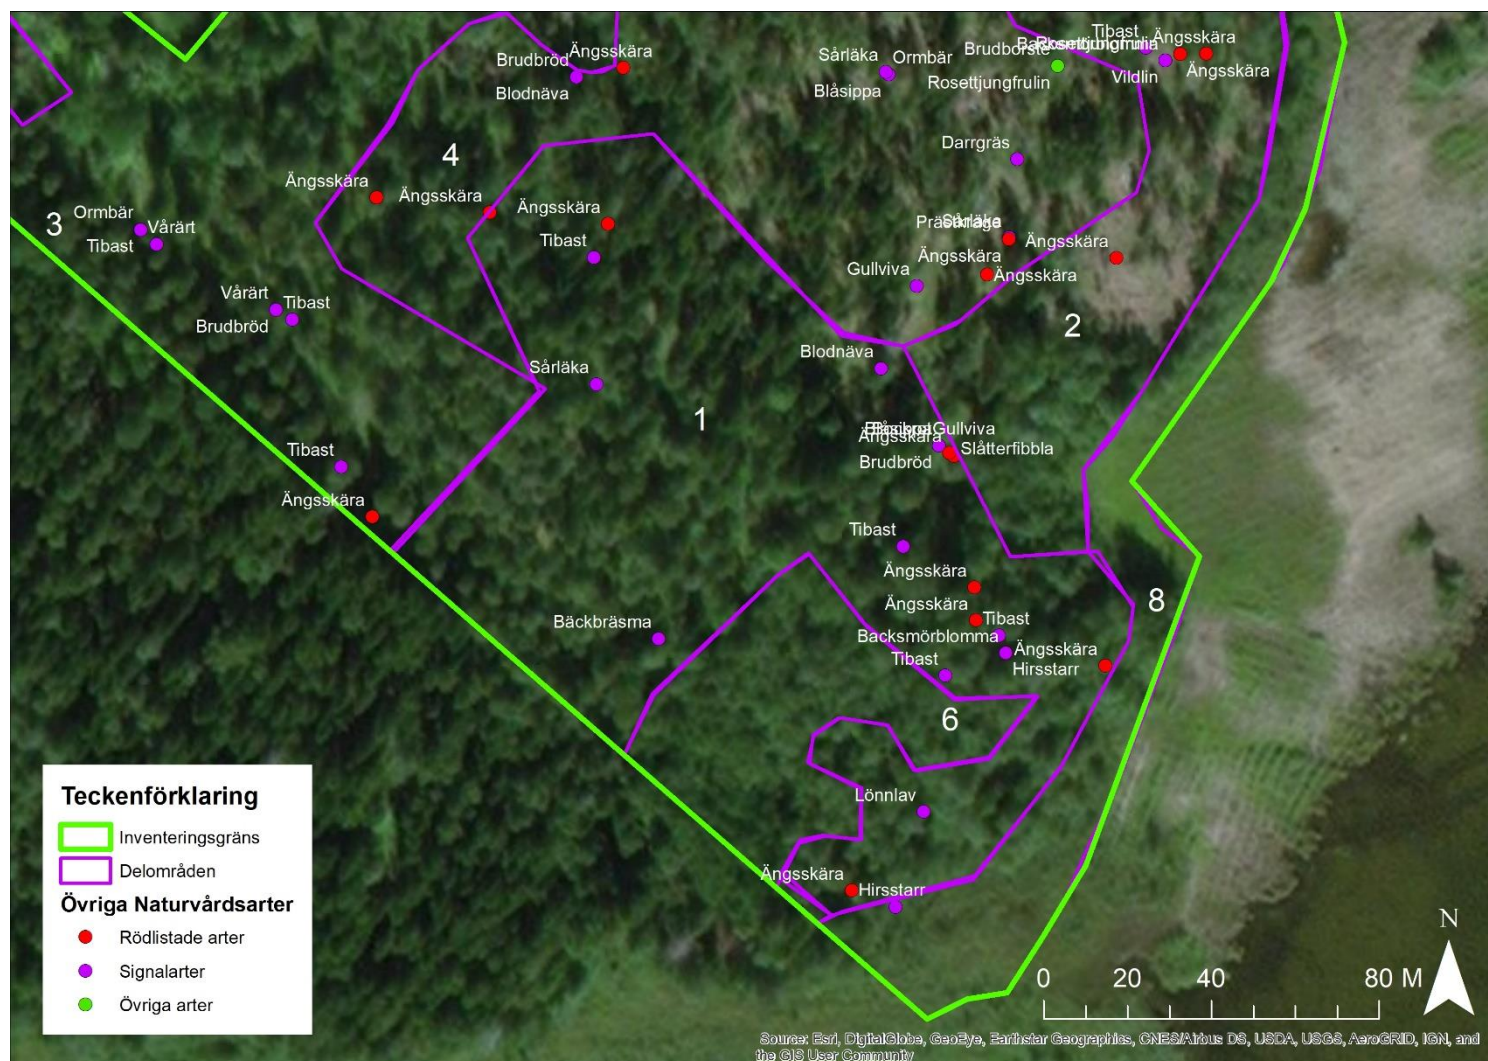 Tibast
Ängsskära
Rosettjungfrulin
Brudborste
Ängsskära
Brudbröd
Sårläka
Ormbär
Blodnäva
Blåsippa
Rosettjungfrulin
Vildlin
Ängsskära
Darrgräs
4
Ängsskära
Ängsskära
Ängsskära
3
Ormbär
Vårärt
Tibast
Tibast
Sårläka
Prästkrage
Ängsskära
Ängsskära
Ängsskära
Gullviva
Vårärt
Tibast
Brudbröd
2
Blodnäva
Sårläka
1
Gullviva
Ängsskära
Slåtterfibbla
Brudbröd
Tibast
Ängsskära
Tibast
Ängsskära
Ängsskära
8
Bäckbräsma
Tibast
Backsmörblomma
Ängsskära
Tibast
Hirsstarr
6
Lönnlav
Ängsskära
Hirsstarr
Teckenförklaring
Inventeringsgräns
Delområden
Övriga Naturvårdsarter
Rödlistade arter
Signalarter
Övriga arter
N
0 20 40 80 M
Source: Esri, DigitalGlobe, GeoEye, Earthstar Geographics, CNES/Airbus DS, USDA, USGS, AeroGRID, IGN, and
the GIS User Community